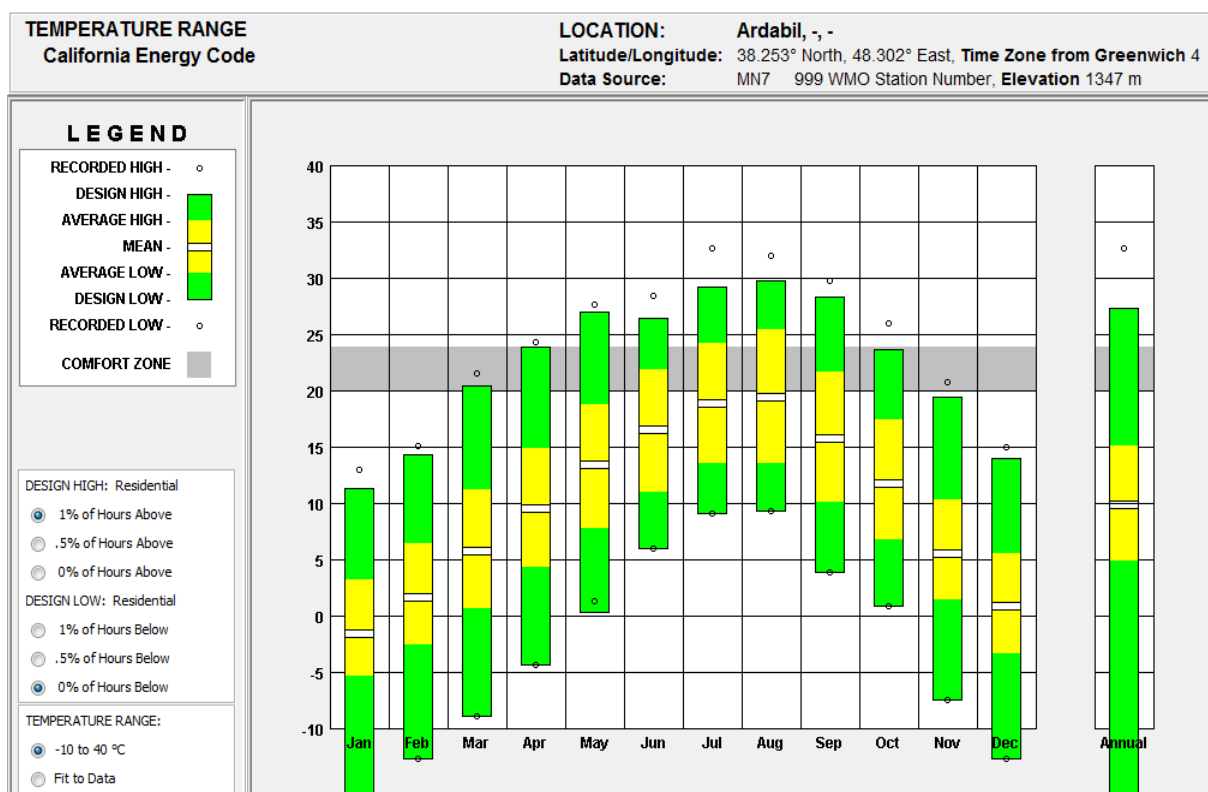 TEMPERATURE RANGE
California Energy Code
LOCATION: Ardabil, -, -
Latitude/Longitude: 38.253° North, 48.302° East, Time Zone from Greenwich 4
Data Source: MN7 999 WMO Station Number, Elevation 1347 m
LEGEND
RECORDED HIGH -
DESIGN HIGH -
AVERAGE HIGH -
MEAN -
AVERAGE LOW -
DESIGN LOW -
RECORDED LOW -
COMFORT ZONE
DESIGN HIGH: Residential
1% of Hours Above
.5% of Hours Above
0% of Hours Above
DESIGN LOW: Residential
1% of Hours Below
.5% of Hours Below
0% of Hours Below
TEMPERATURE RANGE:
-10 to 40 °C
Fit to Data
40
35
30
25
20
15
10
5
0
-5
-10
Jan Feb Mar Apr May Jun Jul Aug Sep Oct Nov Dec Annual